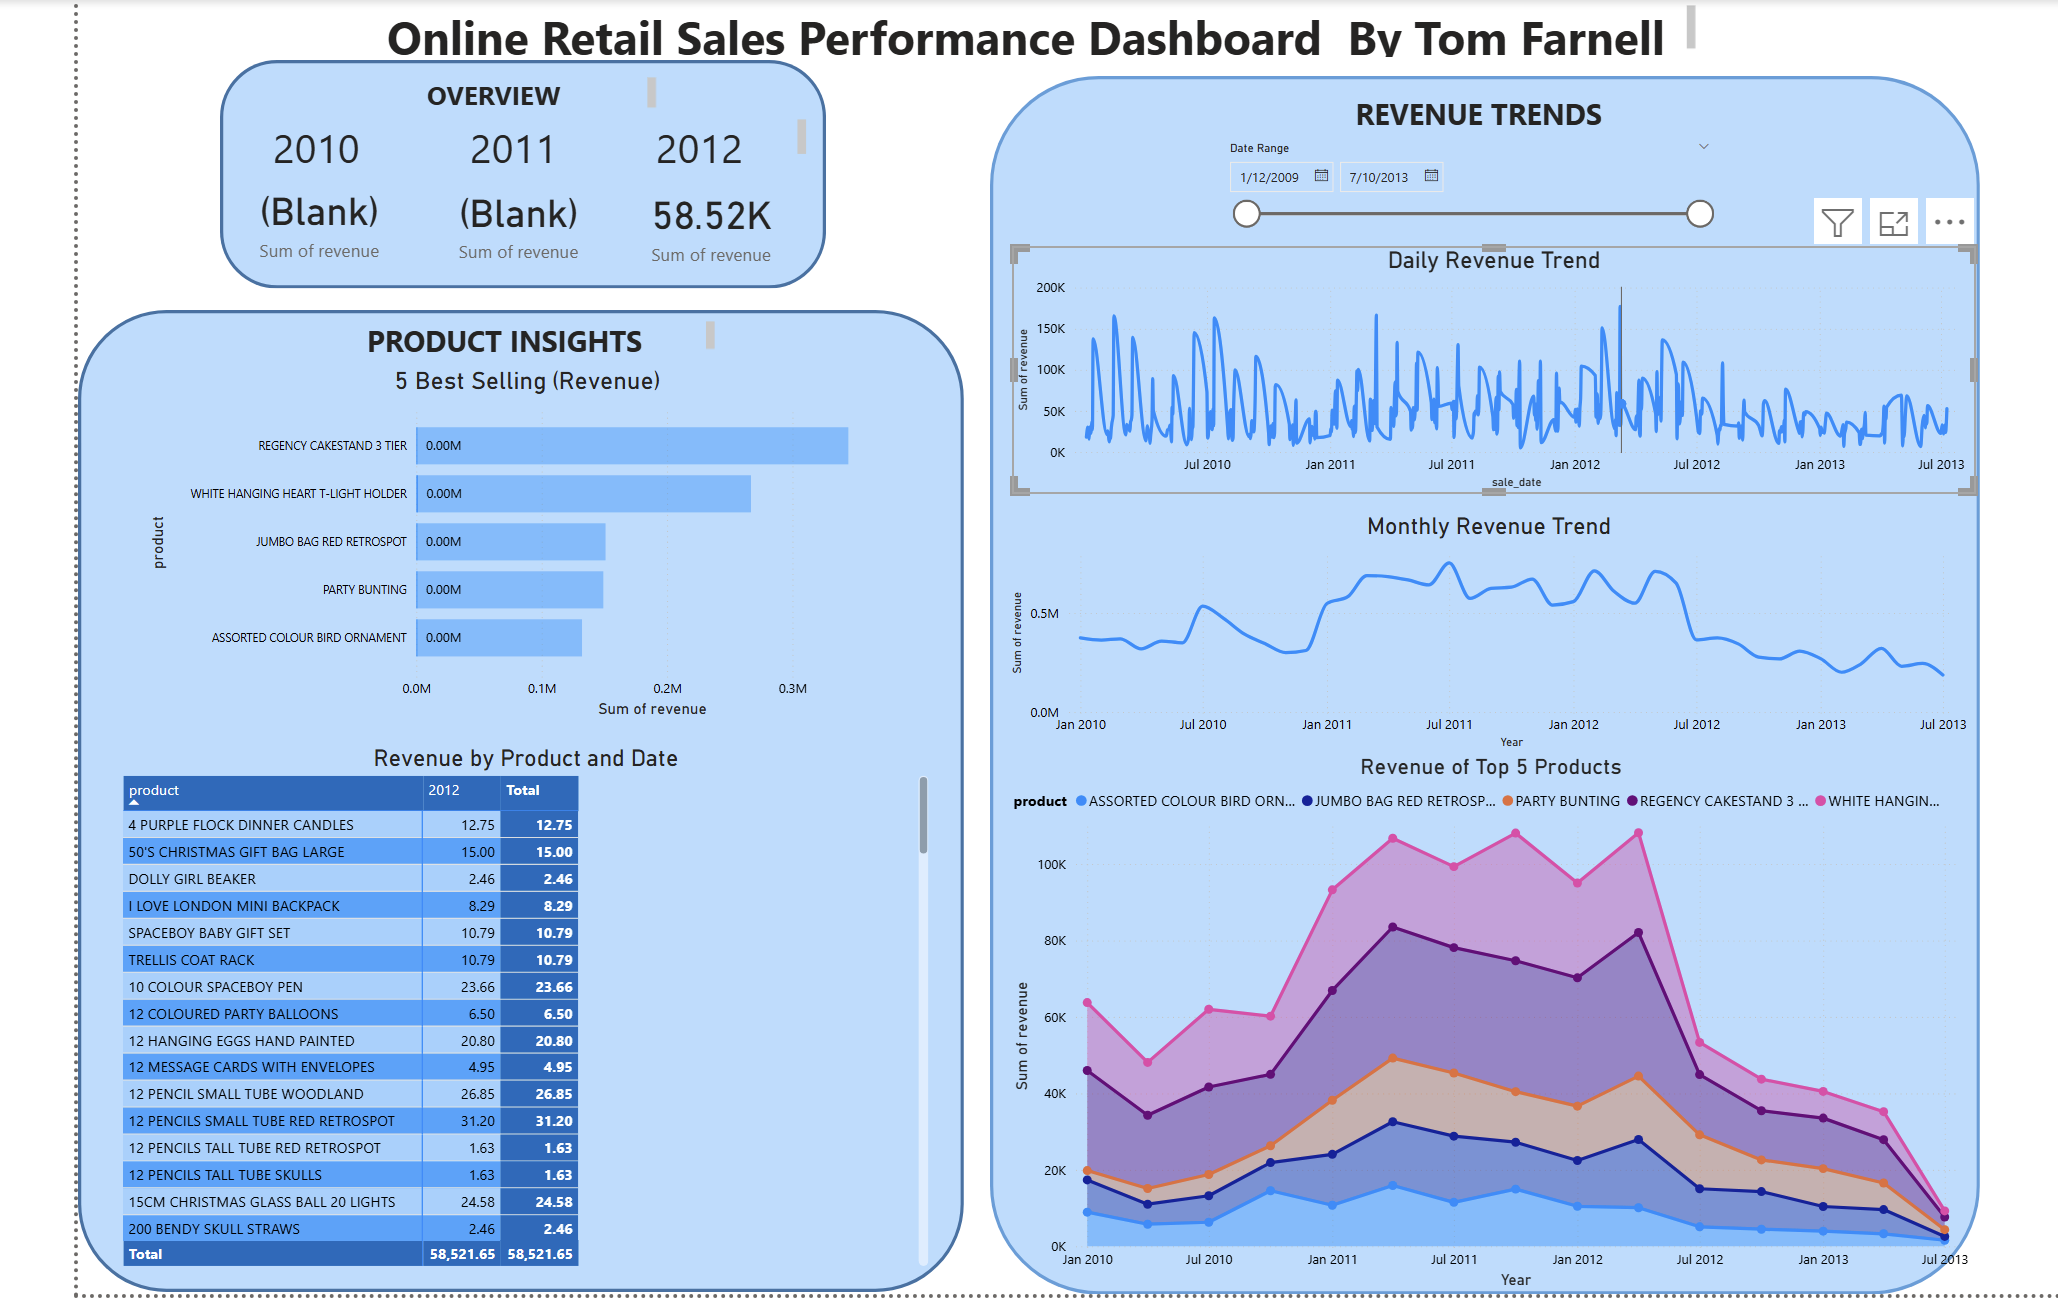 Online Retail Sales Performance Dashboard  By Tom Farnell
OVERVIEW
2010
2011
2012
(Blank)
(Blank)
58.52K
Sum of revenue
Sum of revenue
Sum of revenue
PRODUCT INSIGHTS
5 Best Selling (Revenue)
product
REGENCY CAKESTAND 3 TIER 0.00M
WHITE HANGING HEART T-LIGHT HOLDER 0.00M
JUMBO BAG RED RETROSPOT 0.00M
PARTY BUNTING 0.00M
ASSORTED COLOUR BIRD ORNAMENT 0.00M
0.0M 0.1M 0.2M 0.3M
Sum of revenue
Revenue by Product and Date
product 2012 Total
4 PURPLE FLOCK DINNER CANDLES 12.75 12.75
50'S CHRISTMAS GIFT BAG LARGE 15.00 15.00
DOLLY GIRL BEAKER 2.46 2.46
I LOVE LONDON MINI BACKPACK 8.29 8.29
SPACEBOY BABY GIFT SET 10.79 10.79
TRELLIS COAT RACK 10.79 10.79
10 COLOUR SPACEBOY PEN 23.66 23.66
12 COLOURED PARTY BALLOONS 6.50 6.50
12 HANGING EGGS HAND PAINTED 20.80 20.80
12 MESSAGE CARDS WITH ENVELOPES 4.95 4.95
12 PENCIL SMALL TUBE WOODLAND 26.85 26.85
12 PENCILS SMALL TUBE RED RETROSPOT 31.20 31.20
12 PENCILS TALL TUBE RED RETROSPOT 1.63 1.63
12 PENCILS TALL TUBE SKULLS 1.63 1.63
15CM CHRISTMAS GLASS BALL 20 LIGHTS 24.58 24.58
200 BENDY SKULL STRAWS 2.46 2.46
Total 58,521.65 58,521.65
REVENUE TRENDS
Date Range
1/12/2009 7/10/2013
Daily Revenue Trend
Sum of revenue
200K
150K
100K
50K
0K
Jul 2010 Jan 2011 Jul 2011 Jan 2012 Jul 2012 Jan 2013 Jul 2013
sale_date
Monthly Revenue Trend
Sum of revenue
0.5M
0.0M
Jan 2010 Jul 2010 Jan 2011 Jul 2011 Jan 2012 Jul 2012 Jan 2013 Jul 2013
Year
Revenue of Top 5 Products
product ASSORTED COLOUR BIRD ORN... JUMBO BAG RED RETROSP... PARTY BUNTING REGENCY CAKESTAND 3 ... WHITE HANGIN...
Sum of revenue
100K
80K
60K
40K
20K
0K
Jan 2010 Jul 2010 Jan 2011 Jul 2011 Jan 2012 Jul 2012 Jan 2013 Jul 2013
Year